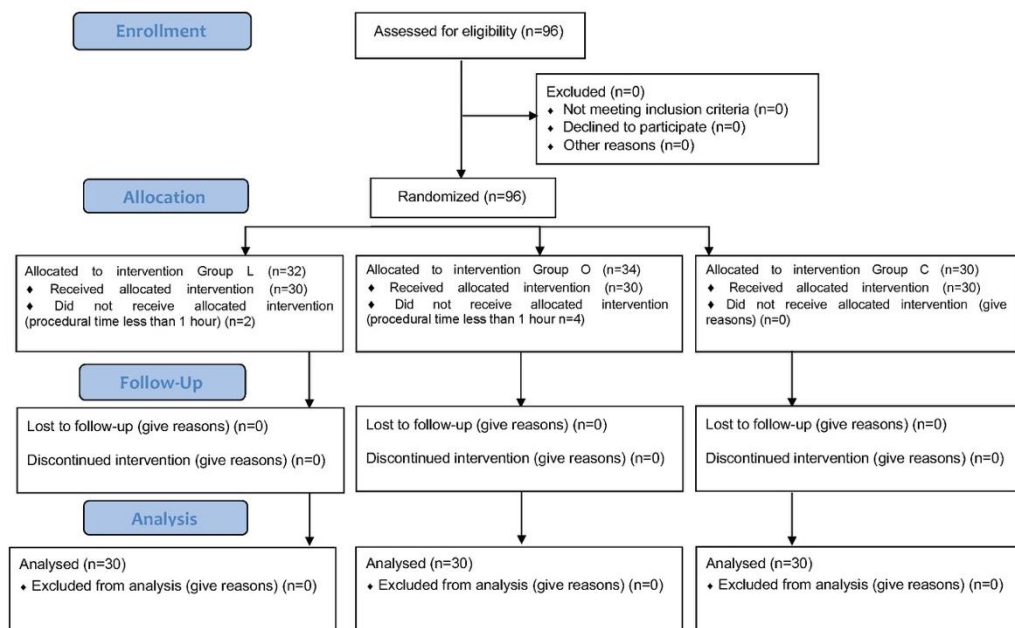 Enrollment
Assessed for eligibility (n=96)
Excluded (n=0)
♦ Not meeting inclusion criteria (n=0)
♦ Declined to participate (n=0)
♦ Other reasons (n=0)
Allocation
Randomized (n=96)
Allocated to intervention Group L (n=32)
♦ Received allocated intervention (n=30)
♦ Did not receive allocated intervention
(procedural time less than 1 hour) (n=2)
Allocated to intervention Group O (n=34)
♦ Received allocated intervention (n=30)
♦ Did not receive allocated intervention
(procedural time less than 1 hour n=4)
Allocated to intervention Group C (n=30)
♦ Received allocated intervention (n=30)
♦ Did not receive allocated intervention (give
reasons) (n=0)
Follow-Up
Lost to follow-up (give reasons) (n=0)
Discontinued intervention (give reasons) (n=0)
Lost to follow-up (give reasons) (n=0)
Discontinued intervention (give reasons) (n=0)
Lost to follow-up (give reasons) (n=0)
Discontinued intervention (give reasons) (n=0)
Analysis
Analysed (n=30)
♦ Excluded from analysis (give reasons) (n=0)
Analysed (n=30)
♦ Excluded from analysis (give reasons) (n=0)
Analysed (n=30)
♦ Excluded from analysis (give reasons) (n=0)